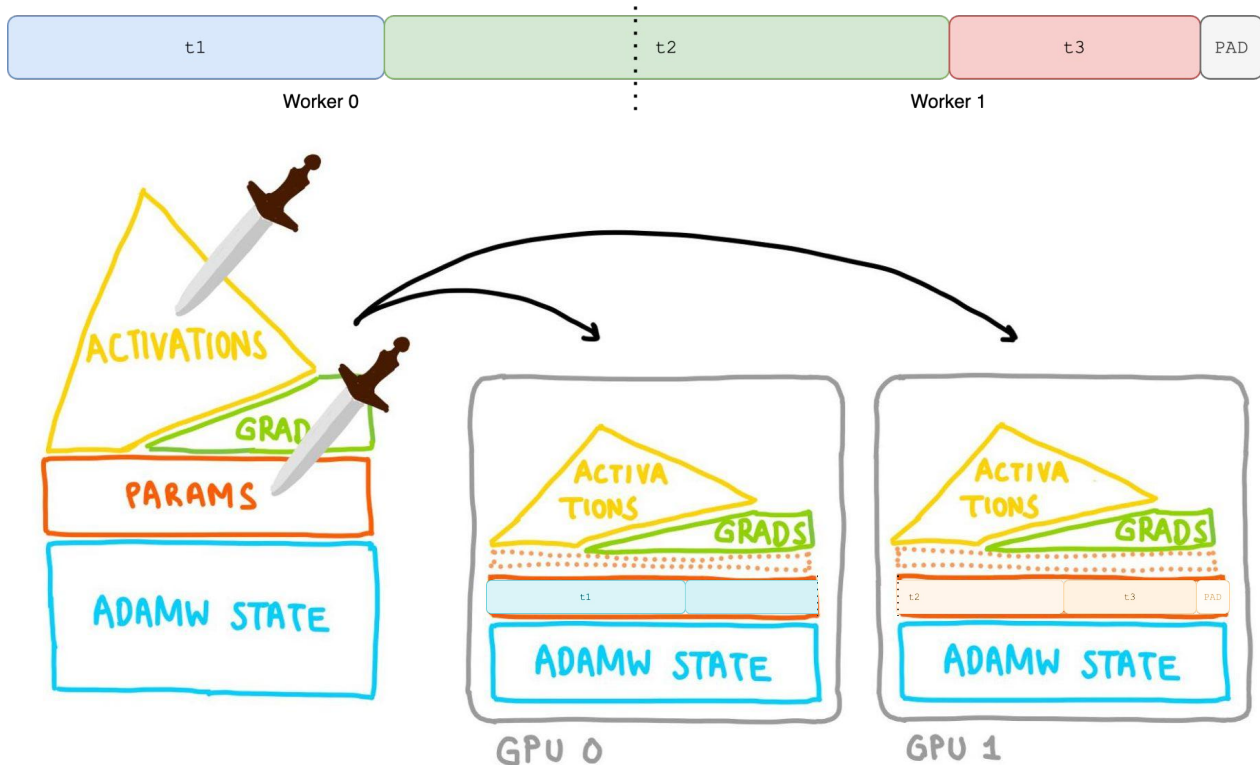 t1 t2 t3 PAD
Worker 0 Worker 1
ACTIVATIONS
GRAD
PARAMS
ADAMW STATE
ACTIVA
TIONS
GRADS
t1
ADAMW STATE
GPU 0
ACTIVA
TIONS
GRADS
t2 t3 PAD
ADAMW STATE
GPU 1